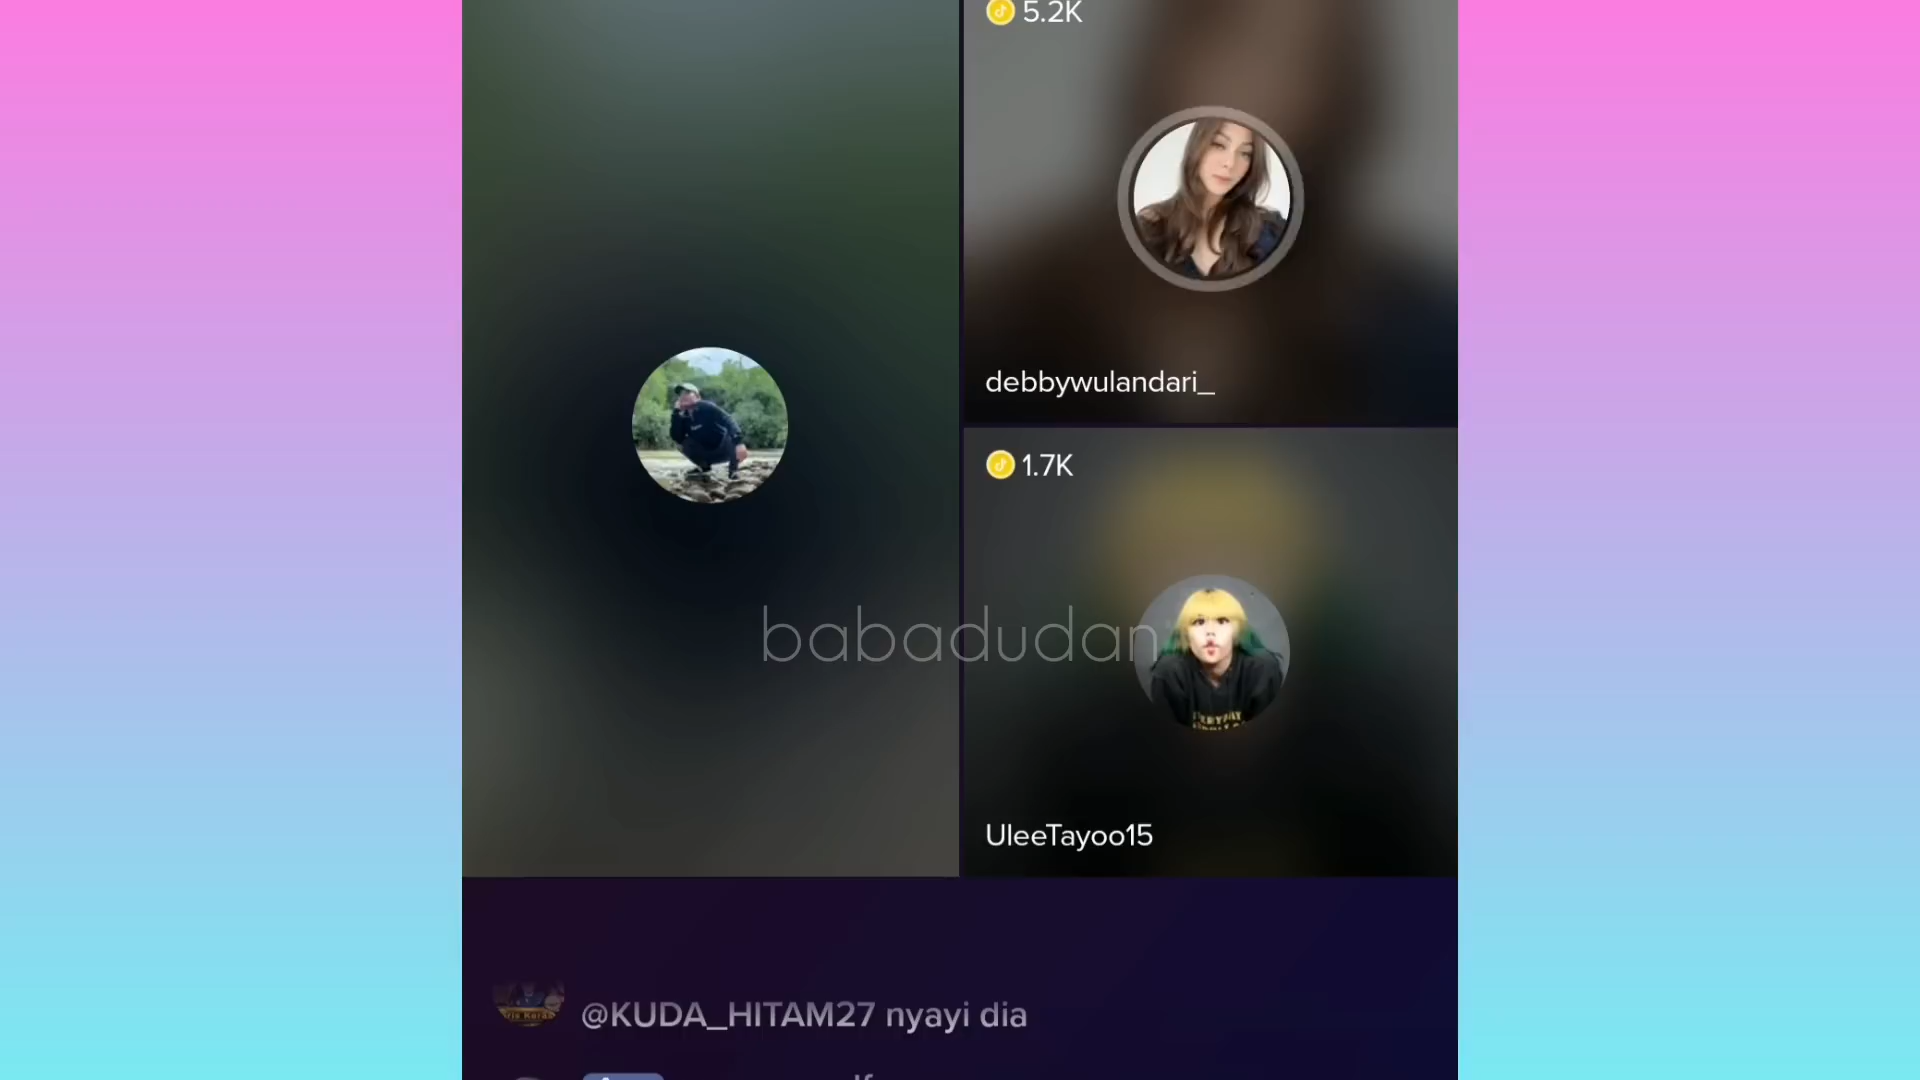 5.2K
debbywulandari_
1.7K
babadudan
UleeTayoo15
@KUDA_HITAM27 nyayi dia